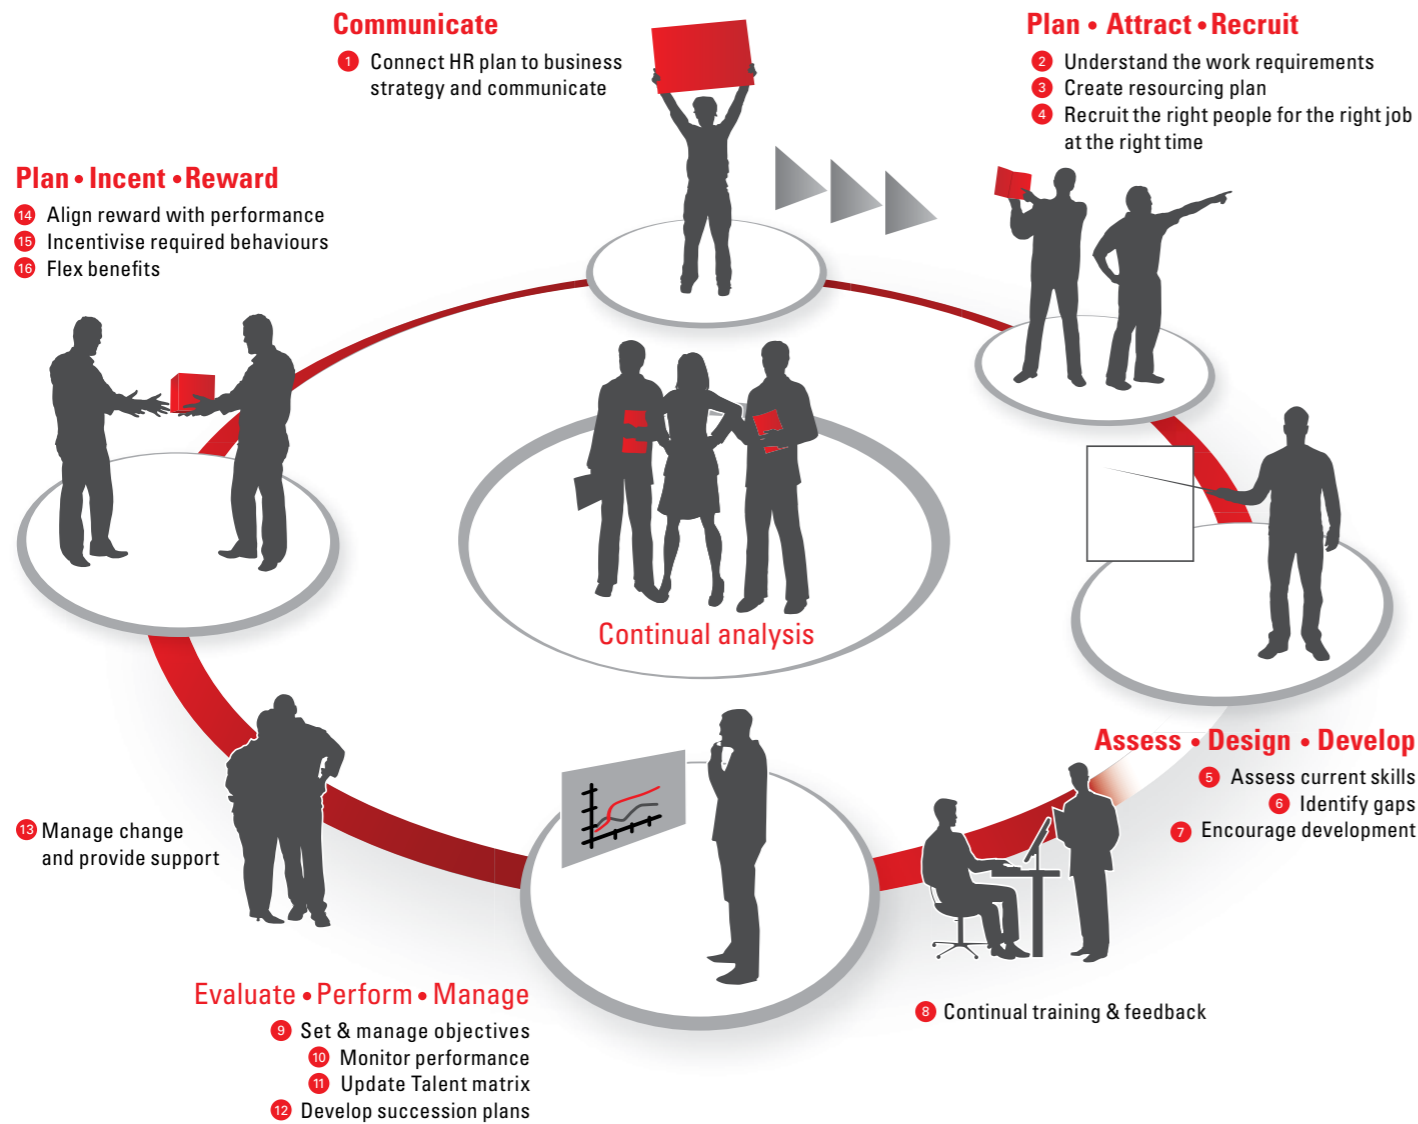 Communicate
1 Connect HR plan to business
strategy and communicate
Plan • Attract • Recruit
2 Understand the work requirements
3 Create resourcing plan
4 Recruit the right people for the right job
at the right time
Plan • Incent • Reward
14 Align reward with performance
15 Incentivise required behaviours
16 Flex benefits
Continual analysis
Assess • Design • Develop
5 Assess current skills
6 Identify gaps
7 Encourage development
13 Manage change
and provide support
Evaluate • Perform • Manage
9 Set & manage objectives
10 Monitor performance
11 Update Talent matrix
12 Develop succession plans
8 Continual training & feedback